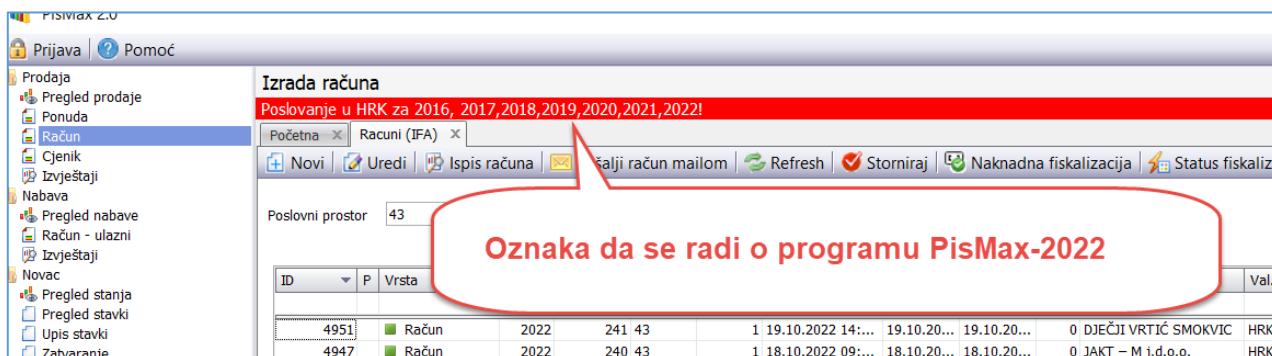 PisMax 2.0
Prijava Pomoć
Prodaja
Pregled prodaje
Ponuda
Račun
Cjenik
Izvještaji
Nabava
Pregled nabave
Račun - ulazni
Izvještaji
Novac
Pregled stanja
Pregled stavki
Upis stavki
Zatvaranje
Izrada računa
Poslovanje u HRK za 2016, 2017,2018,2019,2020,2021,2022!
Početna x Racuni (IFA) x
Novi Uredi Ispis računa šalji račun mailom Refresh Storniraj Naknadna fiskalizacija Status fiskaliz
Poslovni prostor 43
Oznaka da se radi o programu PisMax-2022
ID P Vrsta Val.
4951 Račun 2022 241 43 1 19.10.2022 14:... 19.10.20... 19.10.20... 0 DJEČJI VRTIĆ SMOKVIC HRK
4947 Račun 2022 240 43 1 18.10.2022 09:... 18.10.20... 18.10.20... 0 JAKT – M j.d.o.o. HRK